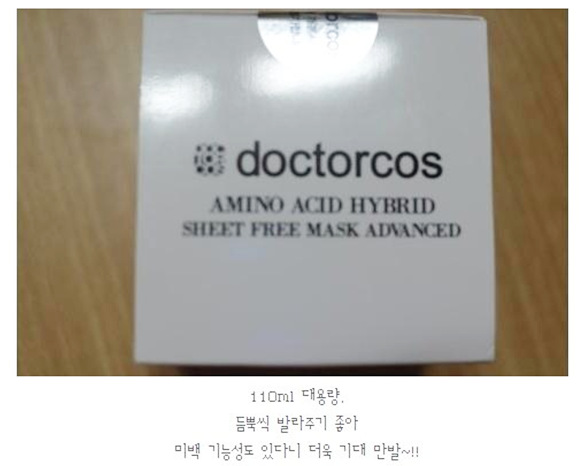 doctorcos
AMINO ACID HYBRID
SHEET FREE MASK ADVANCED
110ml 대용량.
듬뿍씩 발라주기 좋아
미백 기능성도 있다니 더욱 기대 만발~!!